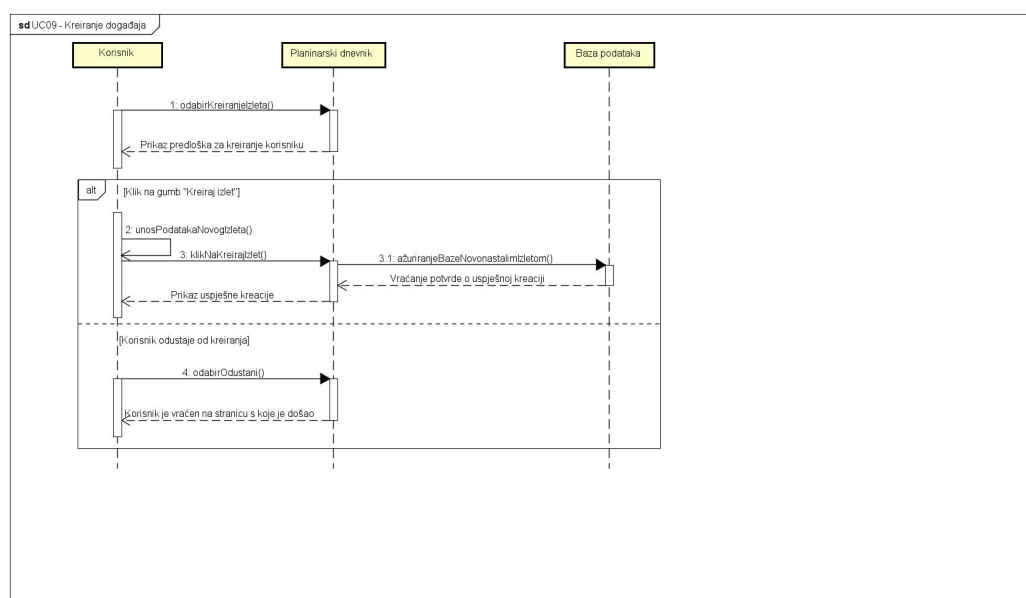 sd UC09 - Kreiranje događaja
Korisnik
Planinarski dnevnik
Baza podataka
1: odabirKreiranjeIzleta()
Prikaz predloška za kreiranje korisniku
alt
[Klik na gumb "Kreiraj izlet"]
2: unosPodatakaNovogIzleta()
3: klikNaKreirajIzlet()
3.1: ažuriranjeBazeNovonastalimIzletom()
Vraćanje potvrde o uspješnoj kreaciji
Prikaz uspješne kreacije
[Korisnik odustaje od kreiranja]
4: odabirOdustani()
Korisnik je vraćen na stranicu s koje je došao